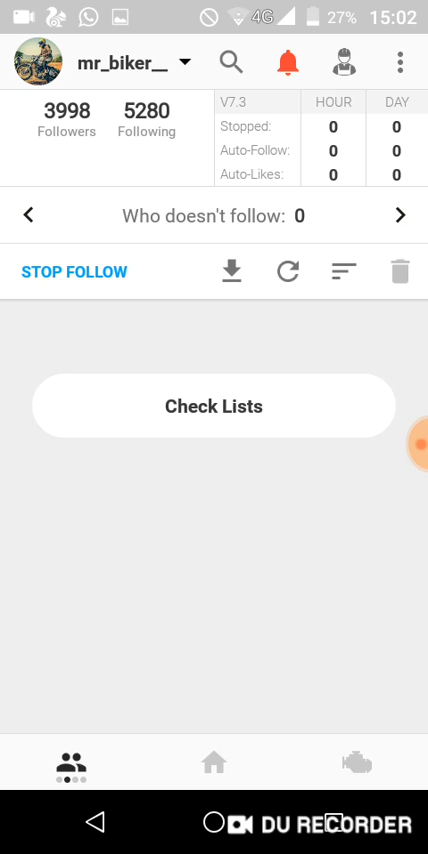 4G 27% 15:02
mr_biker__
3998 5280
Followers Following
V7.3 HOUR DAY
Stopped: 0 0
Auto-Follow: 0 0
Auto-Likes: 0 0
Who doesn't follow: 0
STOP FOLLOW
Check Lists
DU RECORDER